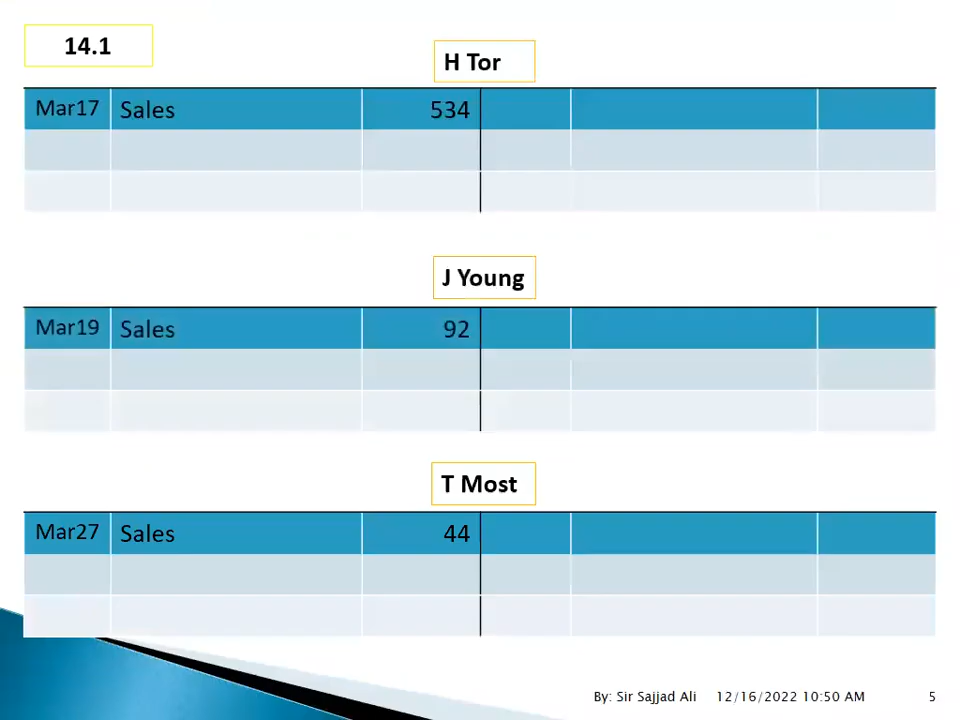 14.1
H Tor
Mar17 Sales 534
J Young
Mar19 Sales 92
T Most
Mar27 Sales 44
By: Sir Sajjad Ali 12/16/2022 10:50 AM 5